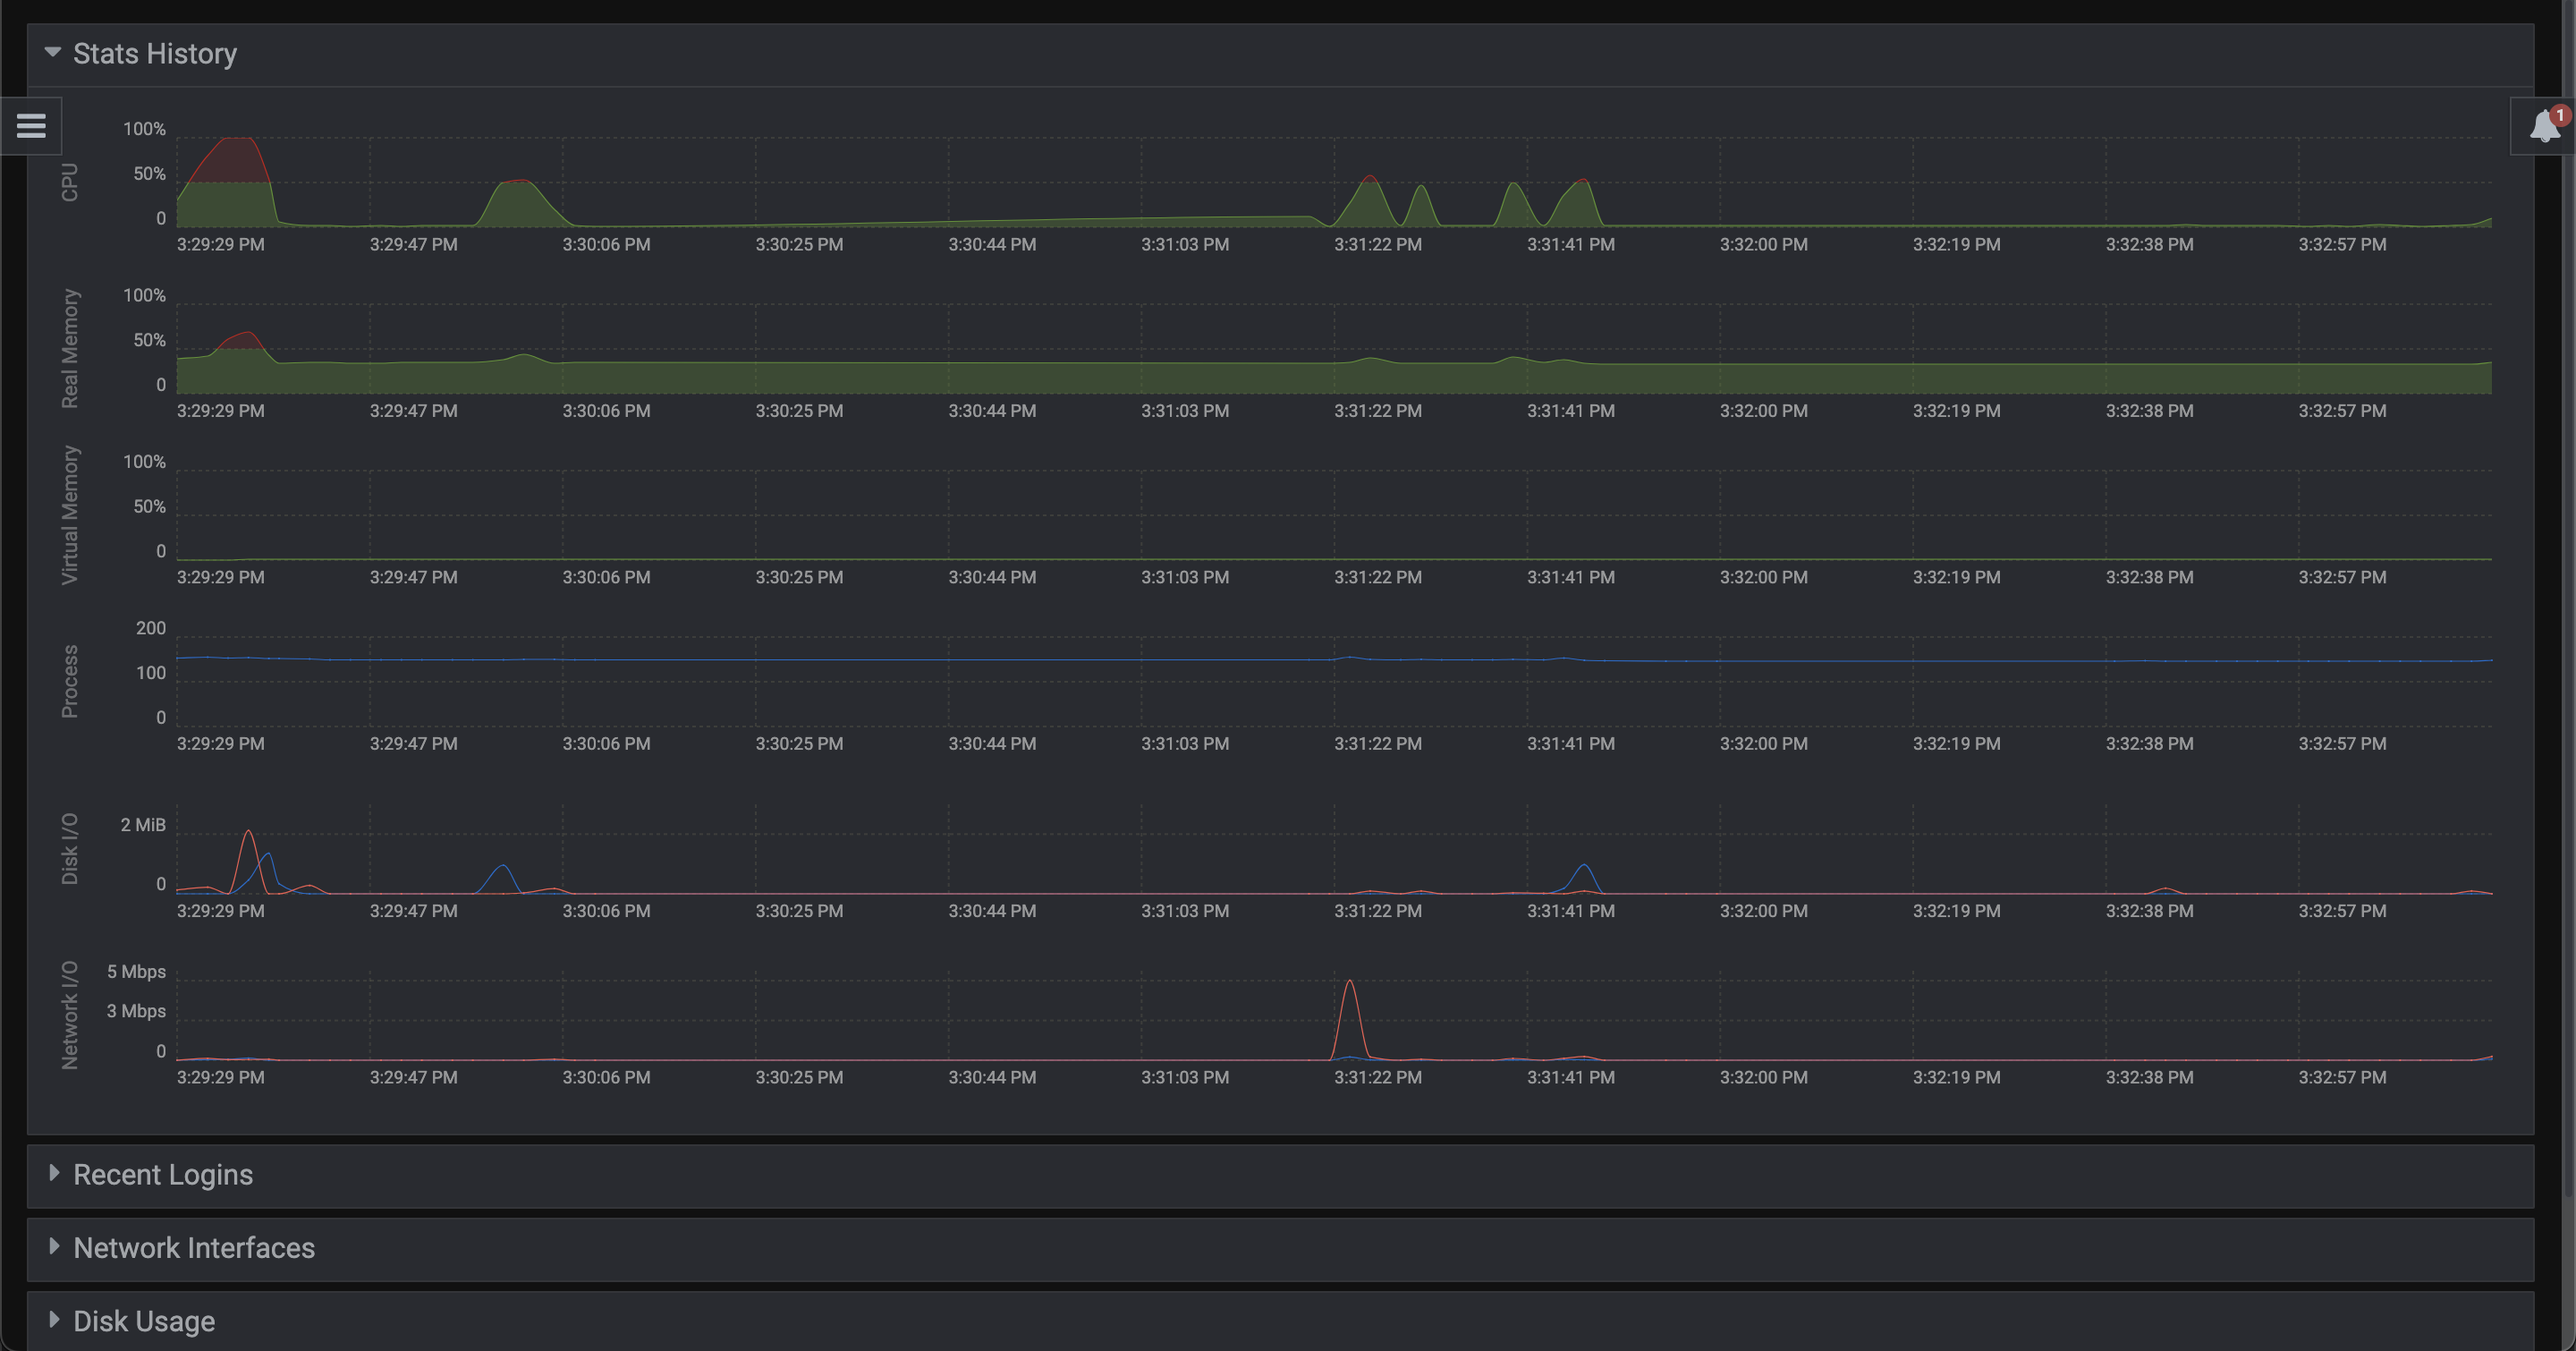 Stats History
1
CPU
100%
50%
0
3:29:29 PM 3:29:47 PM 3:30:06 PM 3:30:25 PM 3:30:44 PM 3:31:03 PM 3:31:22 PM 3:31:41 PM 3:32:00 PM 3:32:19 PM 3:32:38 PM 3:32:57 PM
Real Memory
100%
50%
0
3:29:29 PM 3:29:47 PM 3:30:06 PM 3:30:25 PM 3:30:44 PM 3:31:03 PM 3:31:22 PM 3:31:41 PM 3:32:00 PM 3:32:19 PM 3:32:38 PM 3:32:57 PM
Virtual Memory
100%
50%
0
3:29:29 PM 3:29:47 PM 3:30:06 PM 3:30:25 PM 3:30:44 PM 3:31:03 PM 3:31:22 PM 3:31:41 PM 3:32:00 PM 3:32:19 PM 3:32:38 PM 3:32:57 PM
Process
200
100
0
3:29:29 PM 3:29:47 PM 3:30:06 PM 3:30:25 PM 3:30:44 PM 3:31:03 PM 3:31:22 PM 3:31:41 PM 3:32:00 PM 3:32:19 PM 3:32:38 PM 3:32:57 PM
Disk I/O
2 MiB
0
3:29:29 PM 3:29:47 PM 3:30:06 PM 3:30:25 PM 3:30:44 PM 3:31:03 PM 3:31:22 PM 3:31:41 PM 3:32:00 PM 3:32:19 PM 3:32:38 PM 3:32:57 PM
Network I/O
5 Mbps
3 Mbps
0
3:29:29 PM 3:29:47 PM 3:30:06 PM 3:30:25 PM 3:30:44 PM 3:31:03 PM 3:31:22 PM 3:31:41 PM 3:32:00 PM 3:32:19 PM 3:32:38 PM 3:32:57 PM
Recent Logins
Network Interfaces
Disk Usage